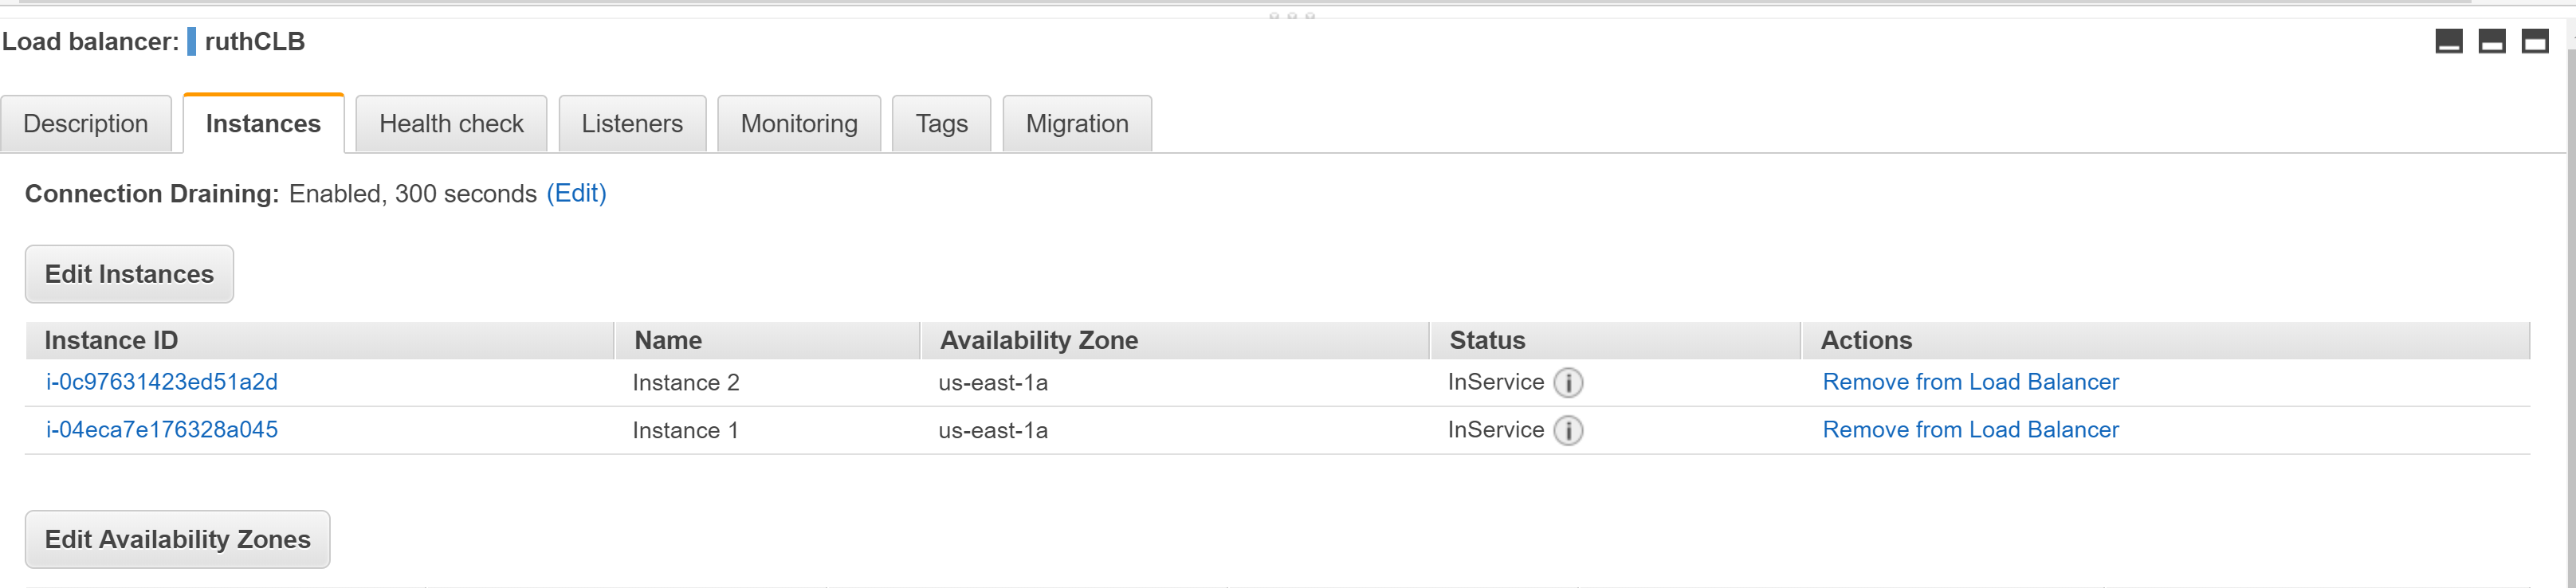 Load balancer: ruthCLB
Description Instances Health check Listeners Monitoring Tags Migration
Connection Draining: Enabled, 300 seconds (Edit)
Edit Instances
Instance ID Name Availability Zone Status Actions
i-0c97631423ed51a2d Instance 2 us-east-1a InService i Remove from Load Balancer
i-04eca7e176328a045 Instance 1 us-east-1a InService i Remove from Load Balancer
Edit Availability Zones